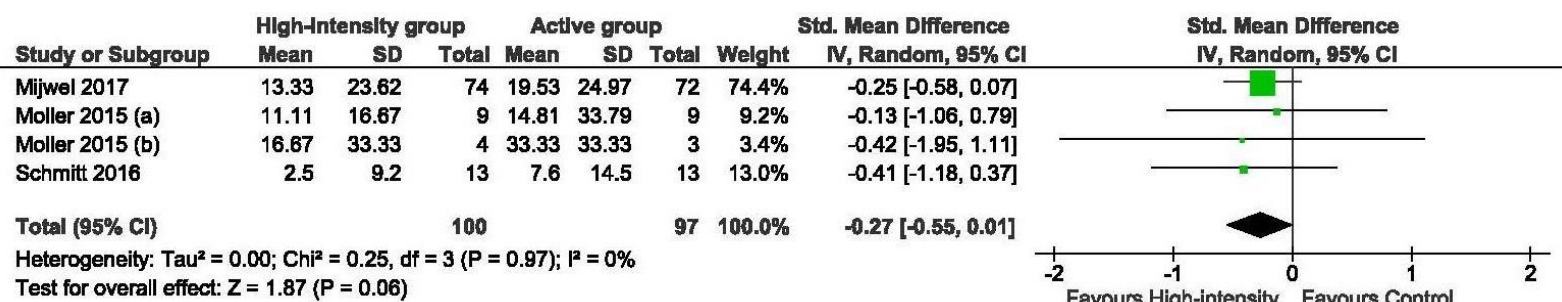 High-Intensity group Active group Std. Mean Difference Std. Mean Difference
Study or Subgroup Mean SD Total Mean SD Total Weight IV, Random, 95% CI IV, Random, 95% CI
Mijwel 2017 13.33 23.62 74 19.53 24.97 72 74.4% -0.25 [-0.58, 0.07]
Moller 2015 (a) 11.11 16.67 9 14.81 33.79 9 9.2% -0.13 [-1.06, 0.79]
Moller 2015 (b) 16.67 33.33 4 33.33 33.33 3 3.4% -0.42 [-1.95, 1.11]
Schmitt 2016 2.5 9.2 13 7.6 14.5 13 13.0% -0.41 [-1.18, 0.37]
Total (95% CI) 100 97 100.0% -0.27 [-0.55, 0.01]
Heterogeneity: Tau² = 0.00; Chi² = 0.25, df = 3 (P = 0.97); I² = 0%
Test for overall effect: Z = 1.87 (P = 0.06)
-2 -1 0 1 2
Favours High-intensity Favours Control